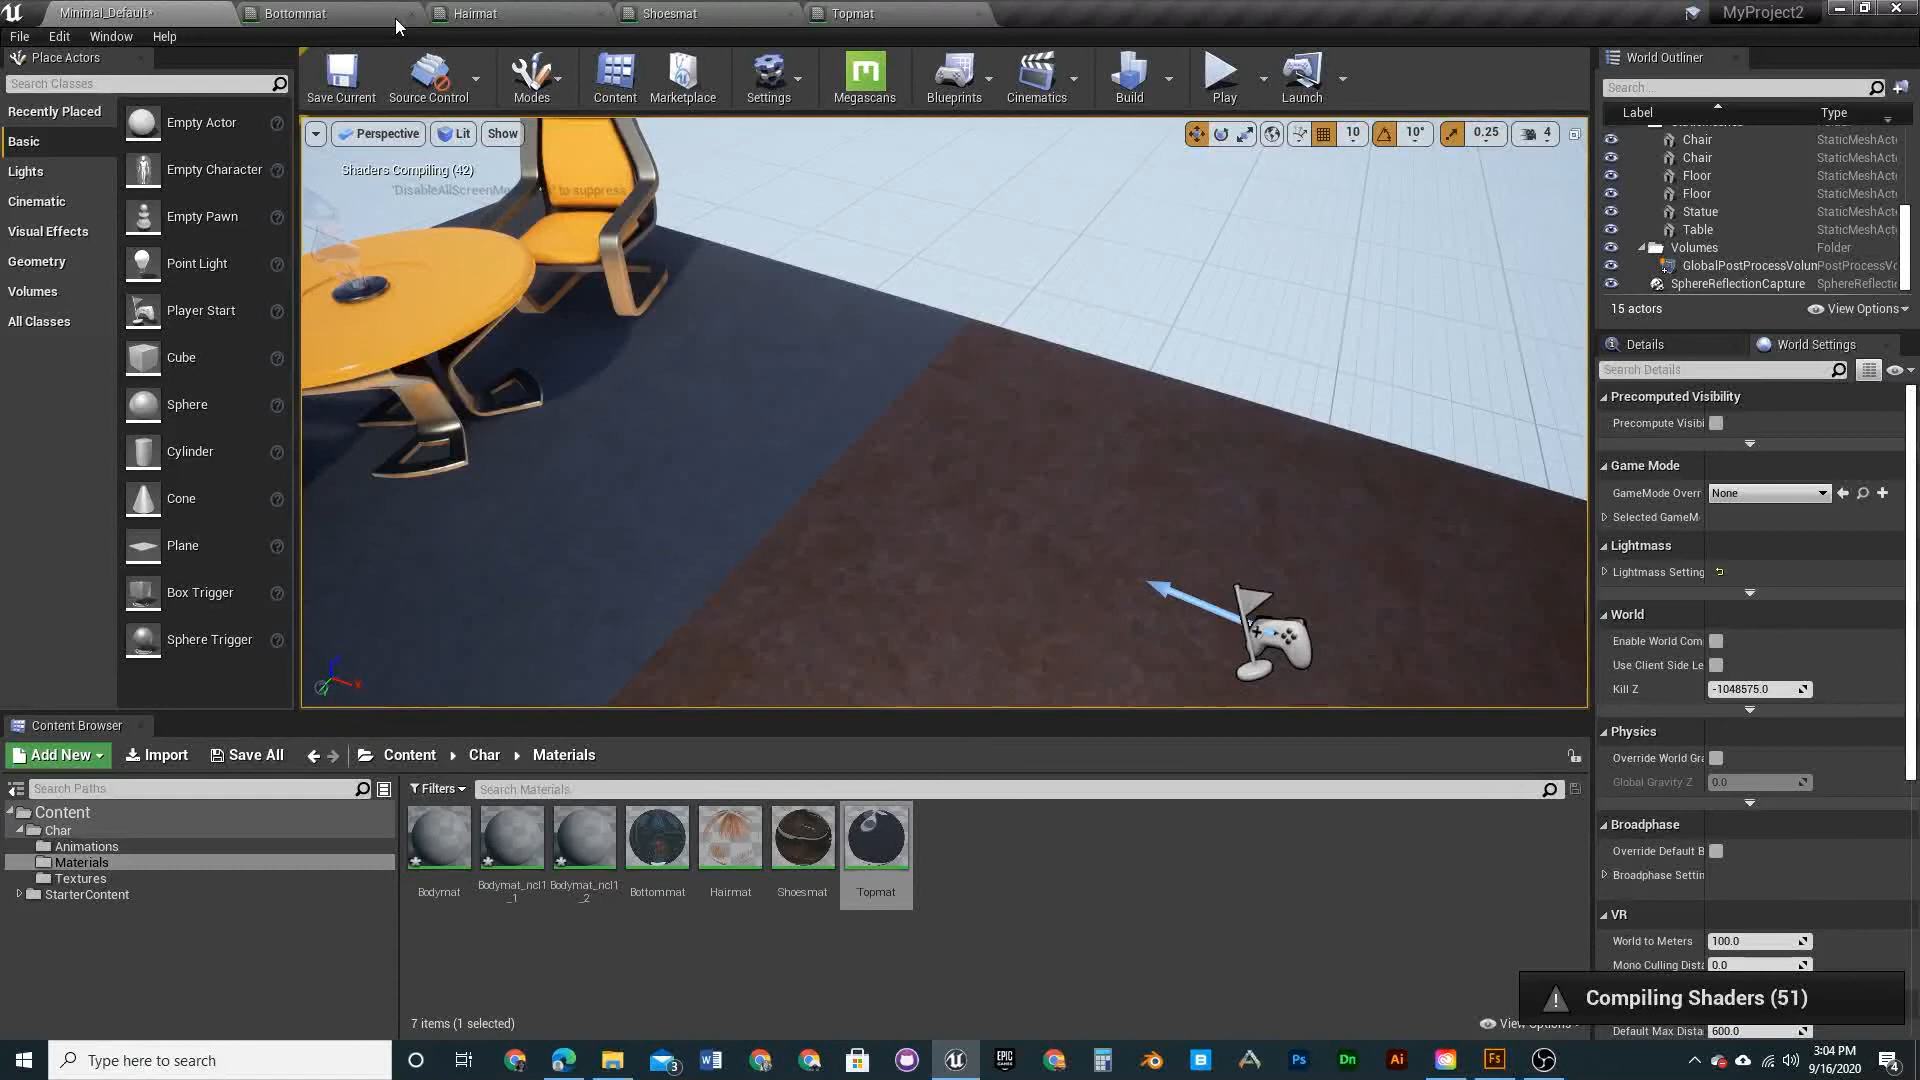 Minimal_Default*
Bottommat
Hairmat
Shoesmat
Topmat
MyProject2
File
Edit
Window
Help
Place Actors
Search Classes
Recently Placed
Basic
Lights
Cinematic
Visual Effects
Geometry
Volumes
All Classes
Empty Actor
Empty Character
Empty Pawn
Point Light
Player Start
Cube
Sphere
Cylinder
Cone
Plane
Box Trigger
Sphere Trigger
Save Current
Source Control
Modes
Content
Marketplace
Settings
Megascans
Blueprints
Cinematics
Build
Play
Launch
Perspective
Lit
Show
10
10°
0.25
4
Shaders Compiling (42)
'DisableAllScreenMe to suppress
World Outliner
Search...
Label
Type
Chair StaticMeshAct
Chair StaticMeshAct
Floor StaticMeshAct
Floor StaticMeshAct
Statue StaticMeshAct
Table StaticMeshAct
Volumes Folder
GlobalPostProcessVolun PostProcessVo
SphereReflectionCapture SphereReflecti
15 actors
View Options
Details
World Settings
Search Details
Precomputed Visibility
Precompute Visibi
Game Mode
GameMode Overr
None
Selected GameM
Lightmass
Lightmass Setting
World
Enable World Com
Use Client Side Le
Kill Z
-1048575.0
Physics
Override World Gra
Global Gravity Z
0.0
Broadphase
Override Default B
Broadphase Settin
VR
World to Meters
100.0
Mono Culling Dista
0.0
Default Max Dista
600.0
Compiling Shaders (51)
Content Browser
Add New
Import
Save All
Content
Char
Materials
Search Paths
Filters
Search Materials
Content
Char
Animations
Materials
Textures
StarterContent
Bodymat
Bodymat_ncl1
_1
Bodymat_ncl1
_2
Bottommat
Hairmat
Shoesmat
Topmat
7 items (1 selected)
View Options
Type here to search
3
W
EPIC
GAMES
B
Ps
Dn
Ai
Fs
3:04 PM
9/16/2020
4